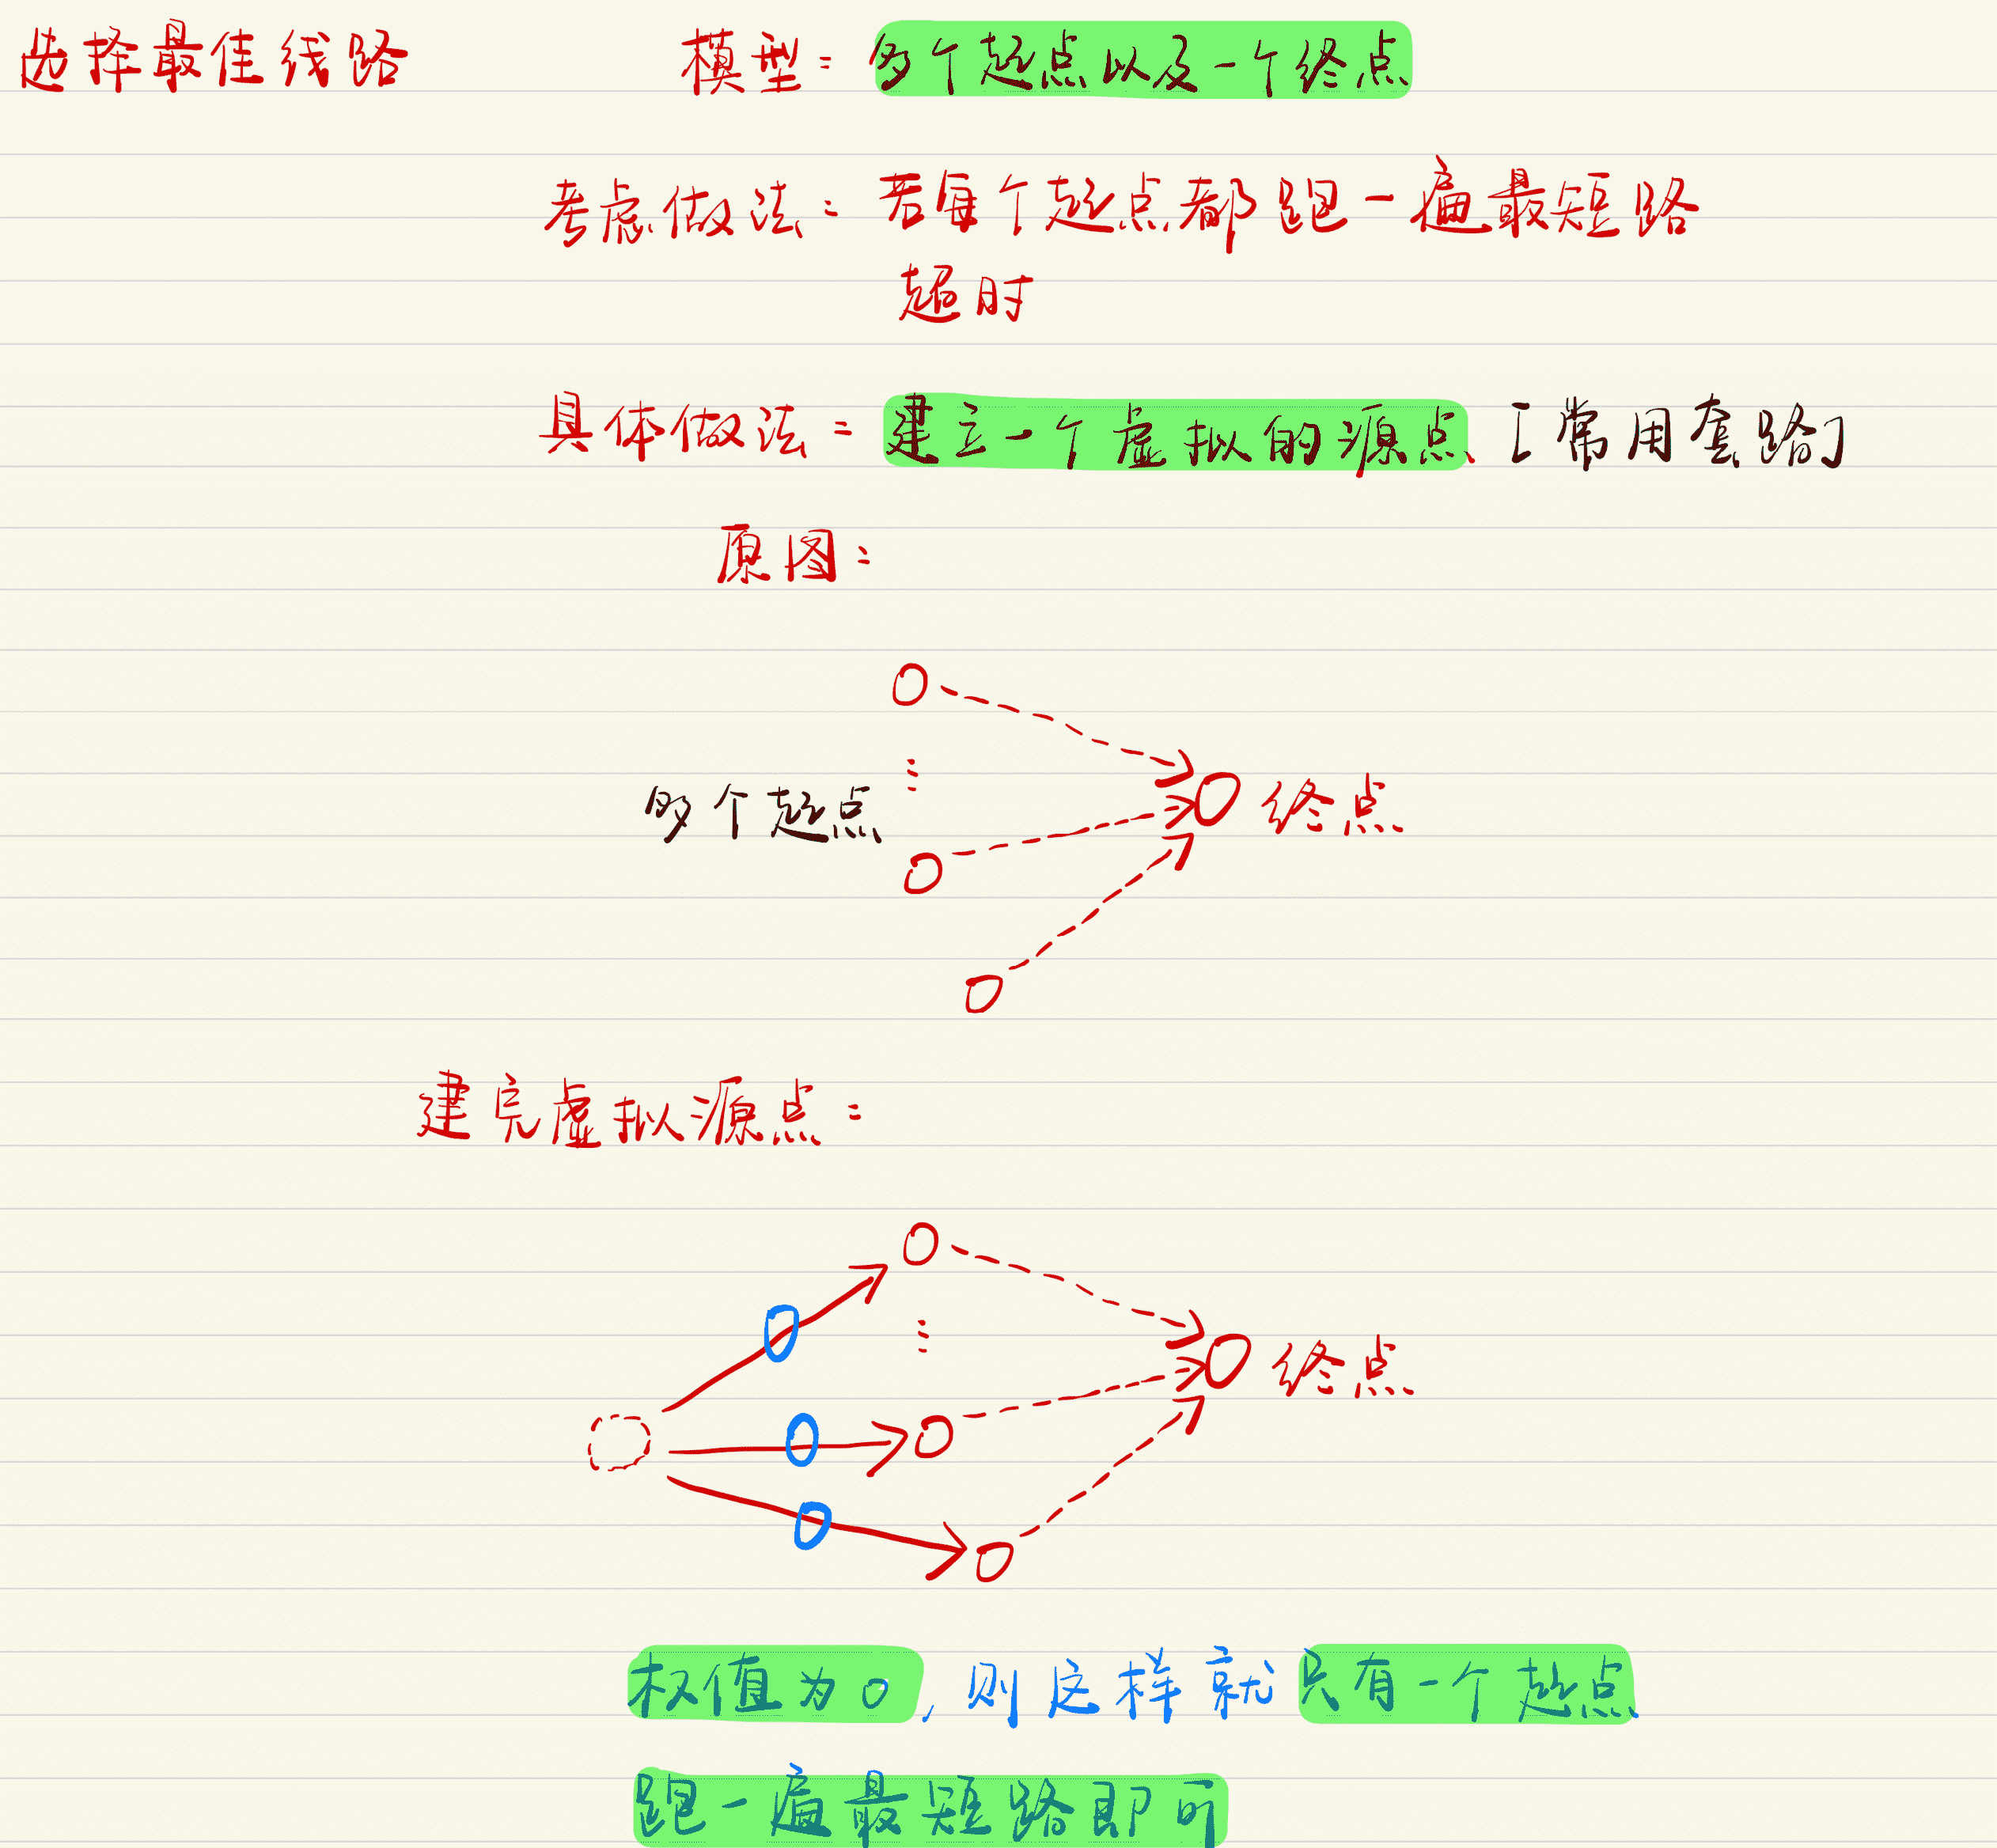 选择最佳线路 模型: 多个起点以及一个终点
考虑做法: 若每个起点都跑一遍最短路
超时
具体做法: 建立一个虚拟的源点 [常用套路]
原图:
多个起点 终点
建完虚拟源点:
0
终点
0
0
权值为0,则这样就只有一个起点
跑一遍最短路即可